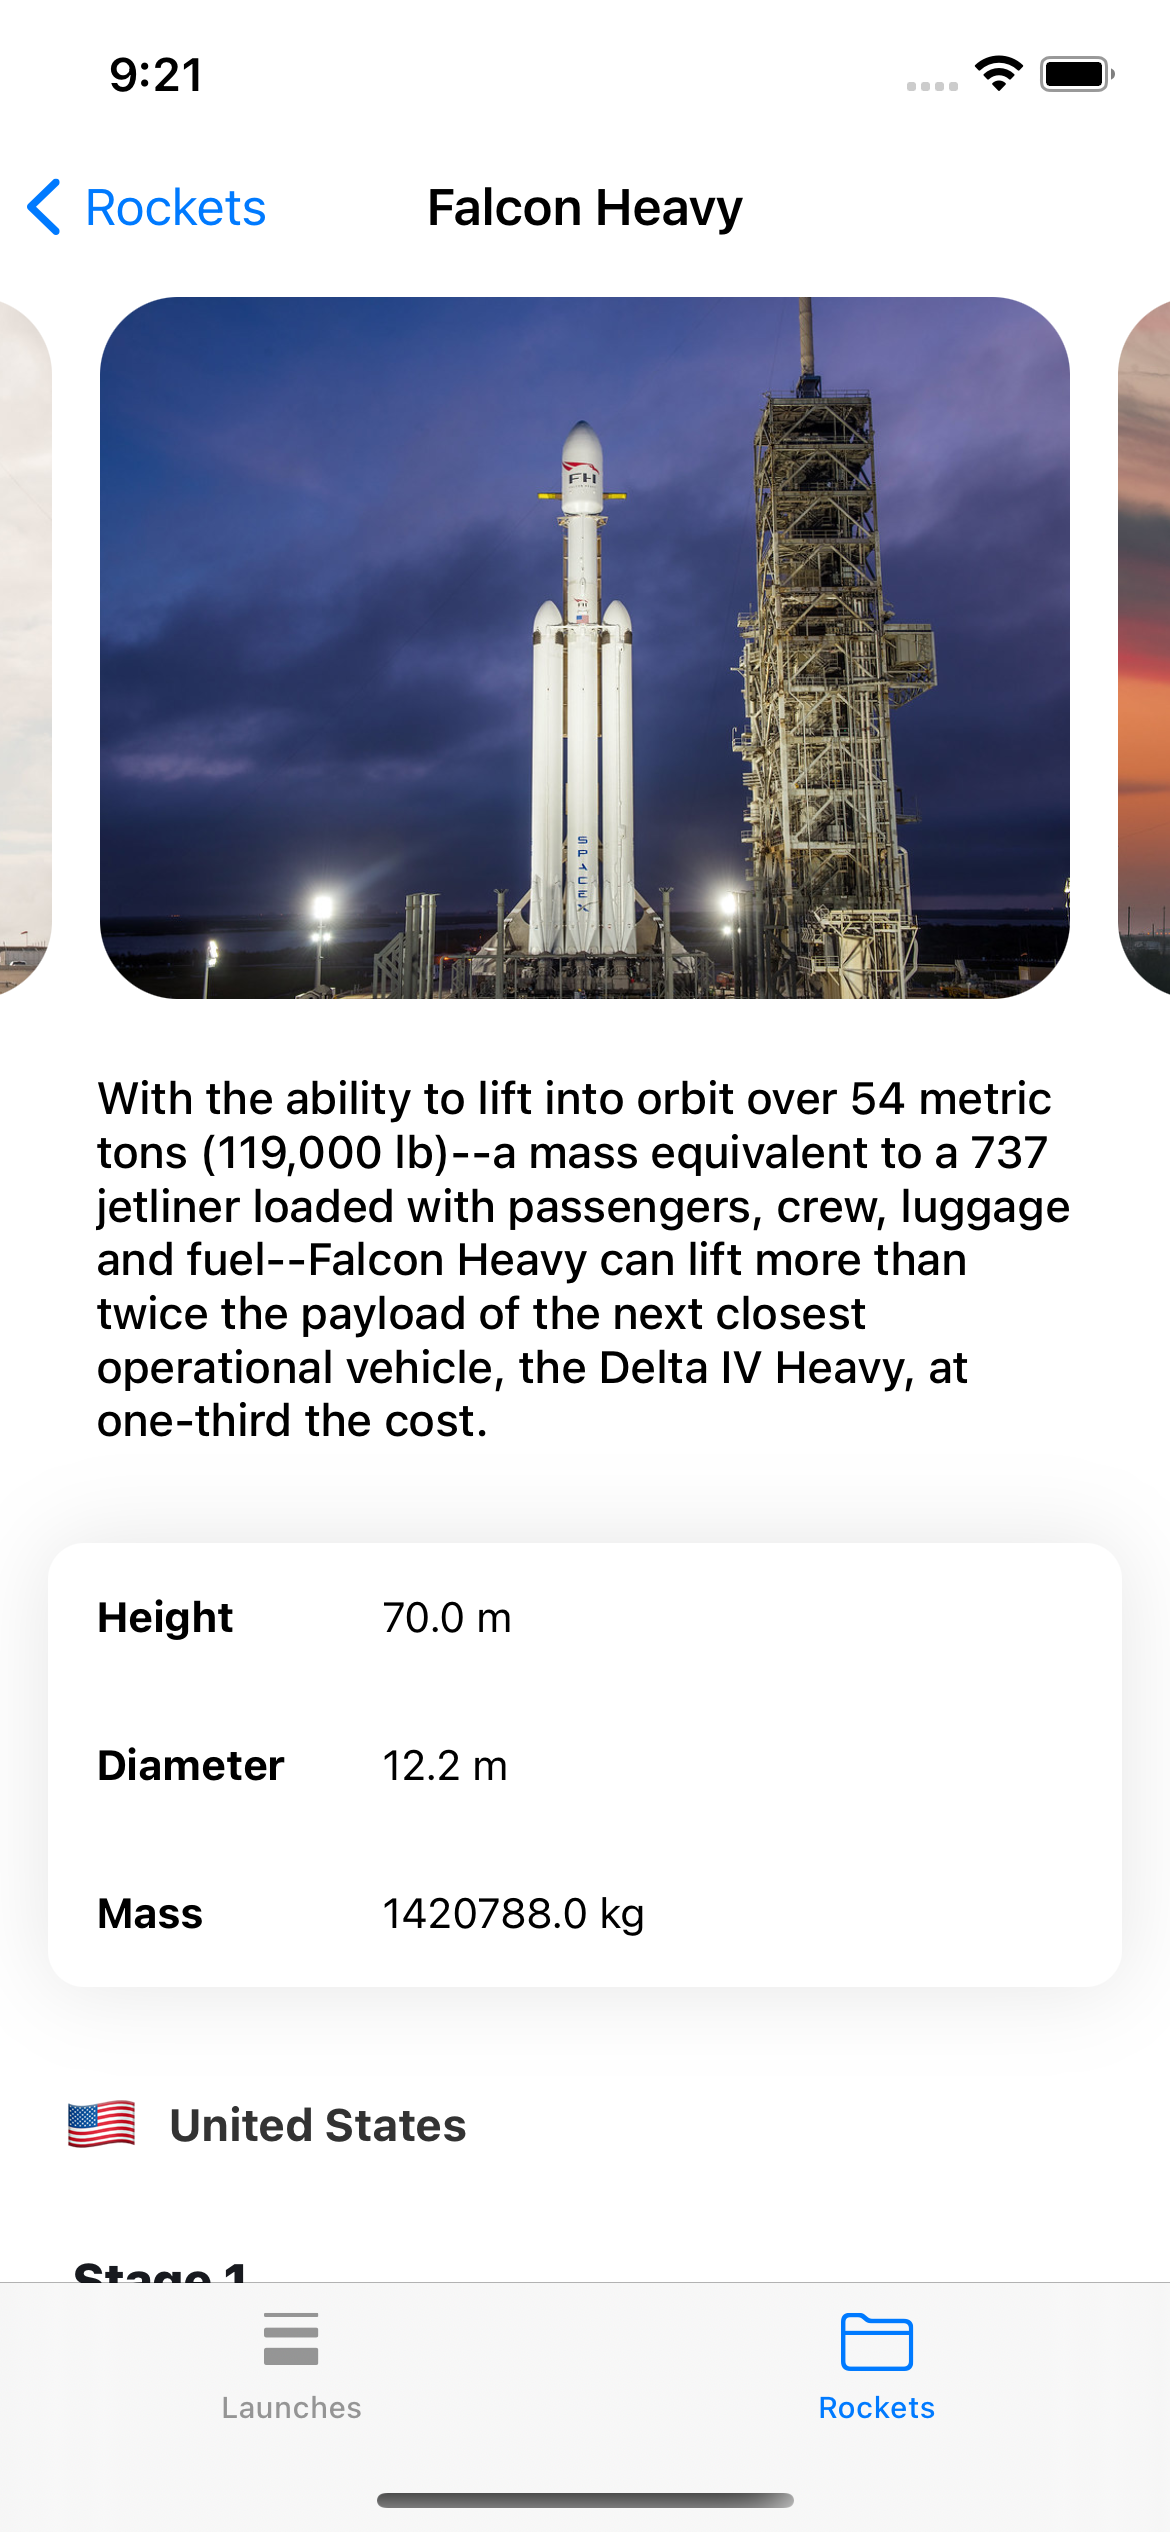 9:21
Rockets
Falcon Heavy
FH
FH
SPACEX
With the ability to lift into orbit over 54 metric
tons (119,000 lb)--a mass equivalent to a 737
jetliner loaded with passengers, crew, luggage
and fuel--Falcon Heavy can lift more than
twice the payload of the next closest
operational vehicle, the Delta IV Heavy, at
one-third the cost.
Height 70.0 m
Diameter 12.2 m
Mass 1420788.0 kg
United States
Stage 1
Launches
Rockets